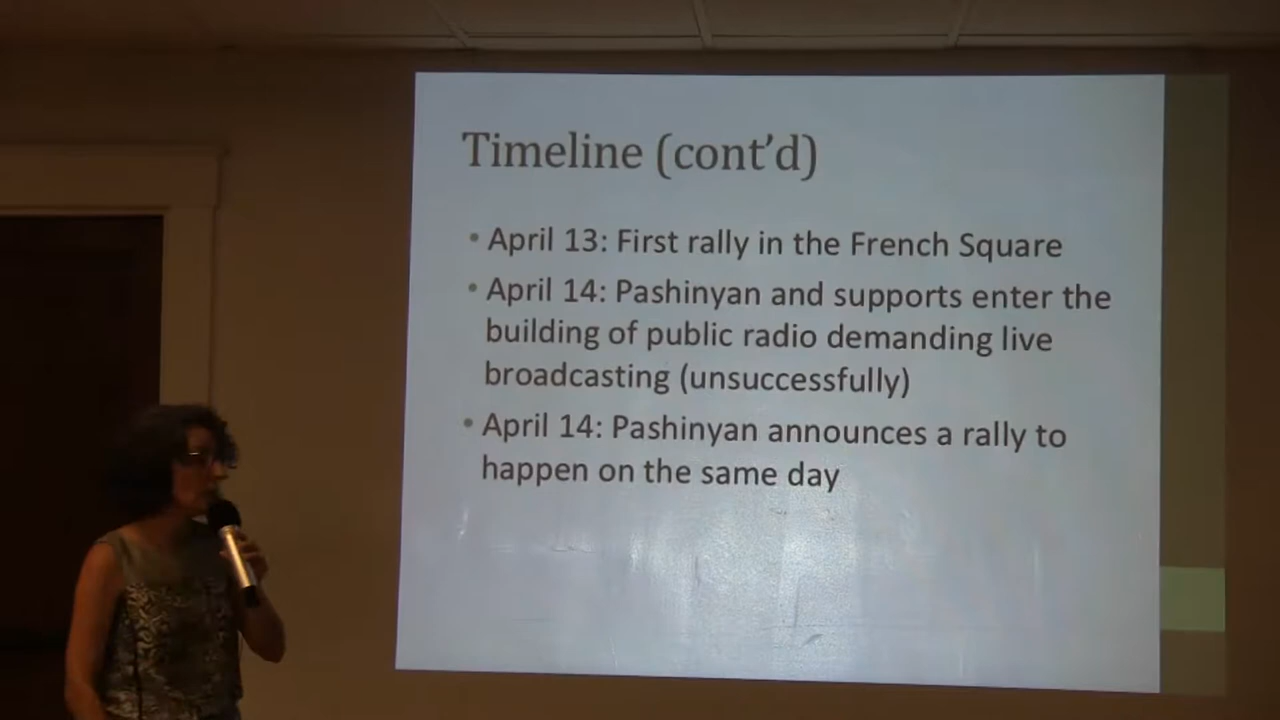 Timeline (cont’d)
• April 13: First rally in the French Square
• April 14: Pashinyan and supports enter the
building of public radio demanding live
broadcasting (unsuccessfully)
• April 14: Pashinyan announces a rally to
happen on the same day